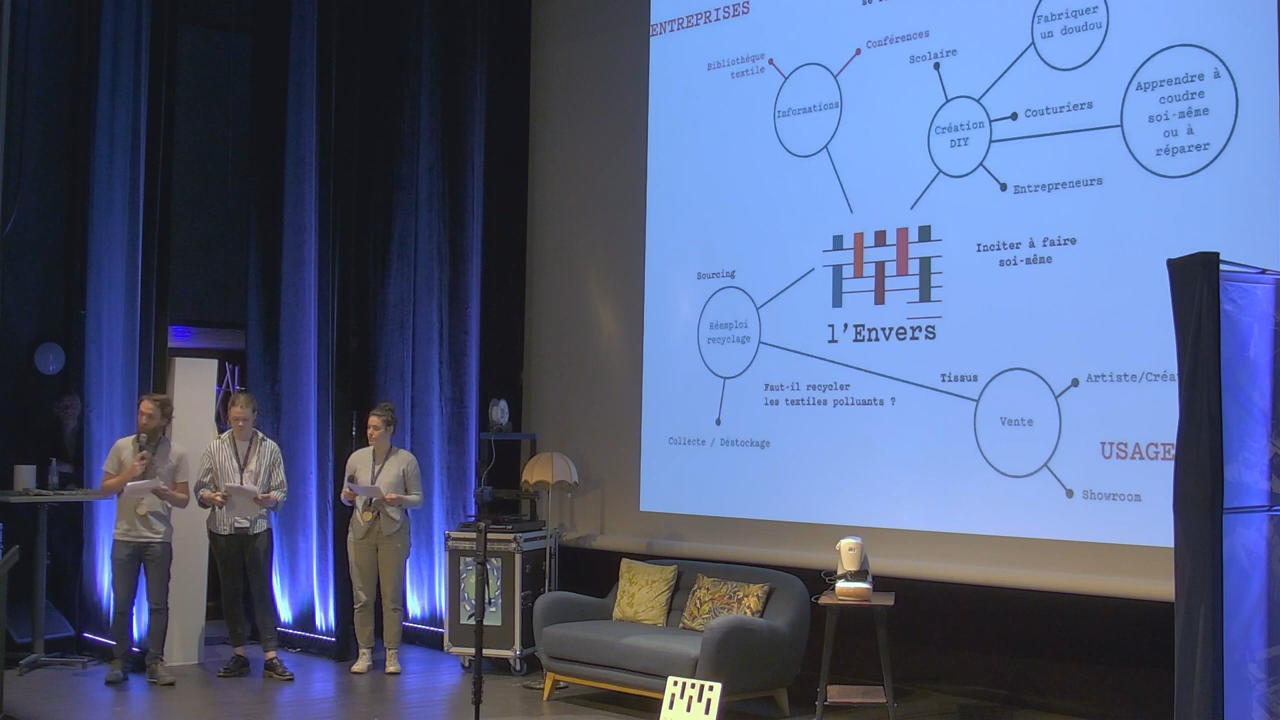 ENTREPRISES
Fabriquer
un doudou
Bibliothèque
textile
Conférences
Informations
Scolaire
Création
DIY
Couturiers
Entrepreneurs
Apprendre à
coudre
soi-même
ou à
réparer
Inciter à faire
soi-même
l'Envers
Sourcing
Réemploi
recyclage
Faut-il recycler
les textiles polluants ?
Collecte / Déstockage
Tissus
Vente
Artiste/Créa
USAGE
Showroom